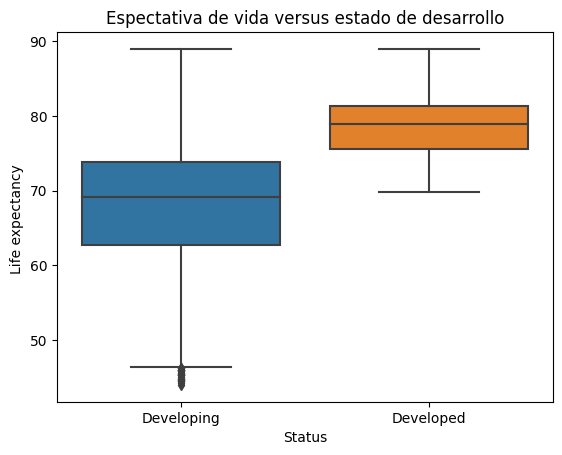 Espectativa de vida versus estado de desarrollo
90
80
70
60
50
Life expectancy
Developing
Developed
Status